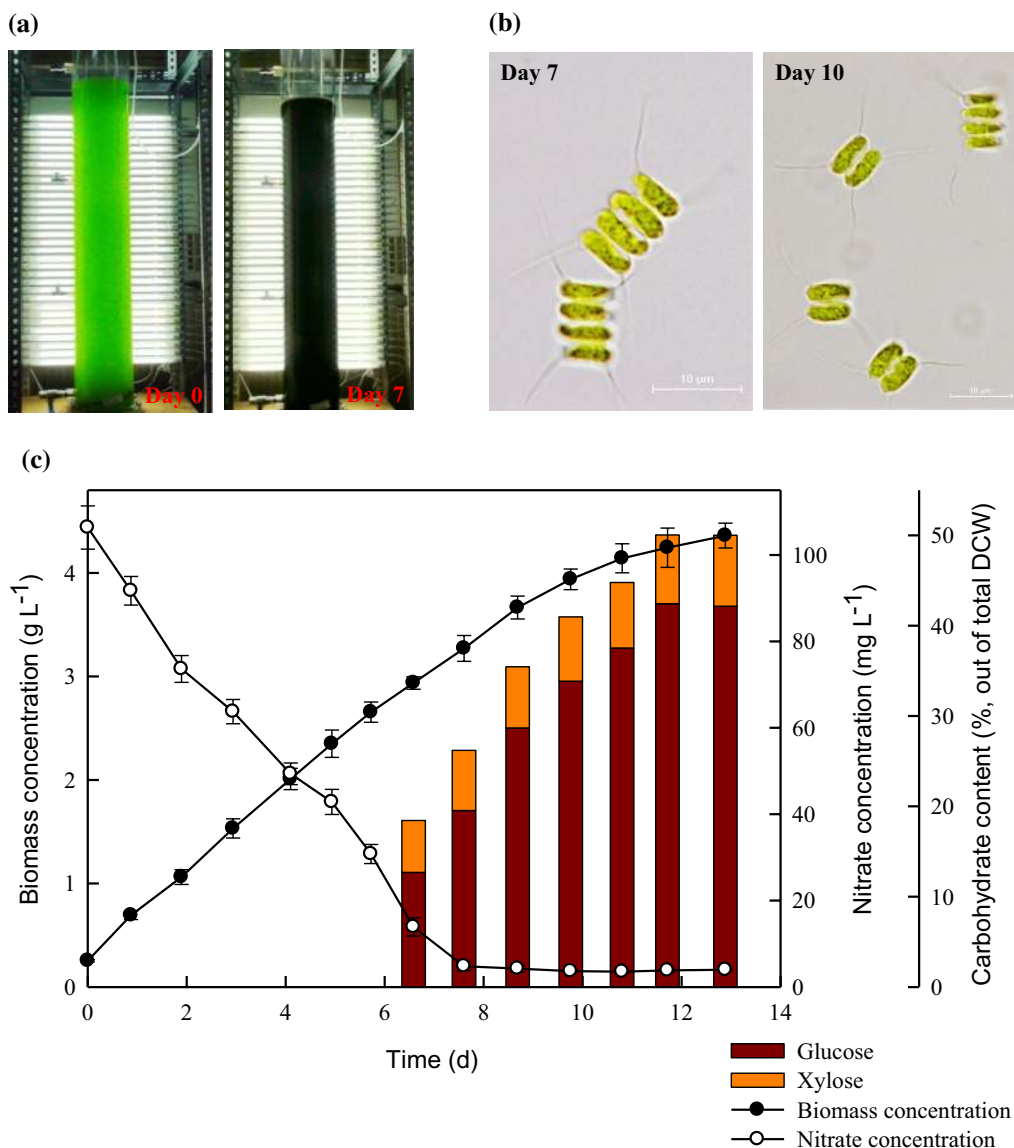 (a)
(b)
Day 0
Day 7
Day 7
10 μm
Day 10
10 μm
(c)
Biomass concentration (g L-1)
4
3
2
1
0
0 2 4 6 8 10 12 14
Time (d)
100
80
60
40
20
0
Nitrate concentration (mg L-1)
50
40
30
20
10
0
Carbohydrate content (%, out of total DCW)
Glucose
Xylose
Biomass concentration
Nitrate concentration